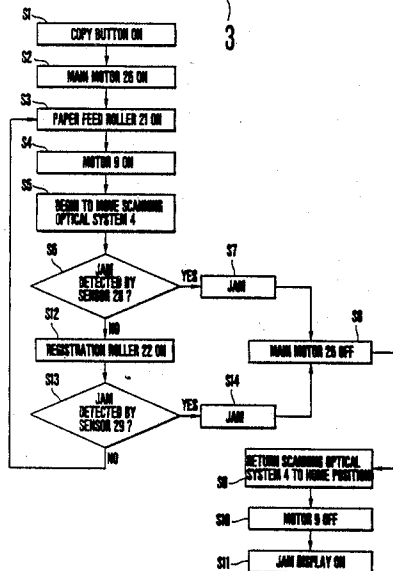 3
S1
COPY BUTTON ON
S2
MAIN MOTOR 26 ON
S3
PAPER FEED ROLLER 21 ON
S4
MOTOR 9 ON
S5
BEGIN TO MOVE SCANNING
OPTICAL SYSTEM 4
S6
JAM
DETECTED BY
SENSOR 28 ?
YES
S7
JAM
NO
S12
REGISTRATION ROLLER 22 ON
S8
MAIN MOTOR 26 OFF
S13
JAM
DETECTED BY
SENSOR 29 ?
YES
S14
JAM
NO
S9
RETURN SCANNING OPTICAL
SYSTEM 4 TO HOME POSITION
S10
MOTOR 9 OFF
S11
JAM DISPLAY ON